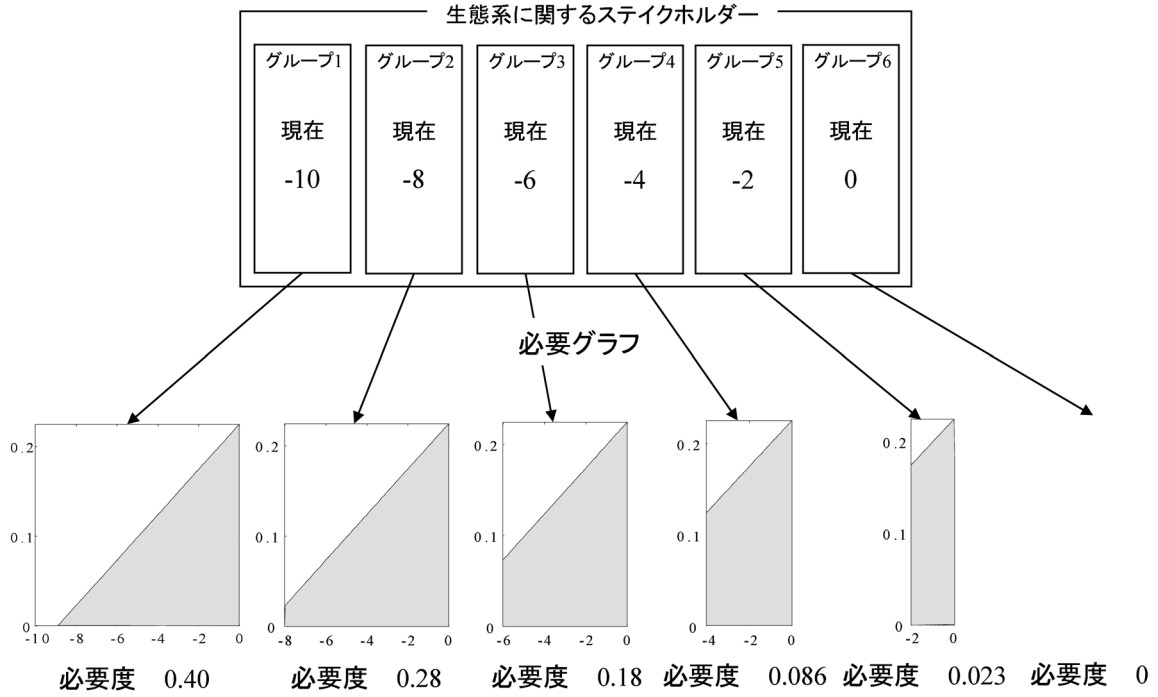 生態系に関するステイクホルダー
グループ1 グループ2 グループ3 グループ4 グループ5 グループ6
現在 現在 現在 現在 現在 現在
-10 -8 -6 -4 -2 0
必要グラフ
0.2 0.2 0.2 0.2 0.2
0.1 0.1 0.1 0.1 0.1
0 0 0 0 0
-10 -8 -6 -4 -2 0 -8 -6 -4 -2 0 -6 -4 -2 0 -4 -2 0 -2 0
必要度 0.40 必要度 0.28 必要度 0.18 必要度 0.086 必要度 0.023 必要度 0